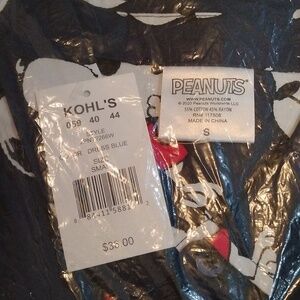 KOHL'S
059 40 44
STYLE
COLOR DRESS BLUE
SIZE
SMALL
$36.00
PEANUTS
WWW.PEANUTS.COM
© 2020 Peanuts Worldwide LLC
55% COTTON 45% RAYON
MADE IN CHINA
S